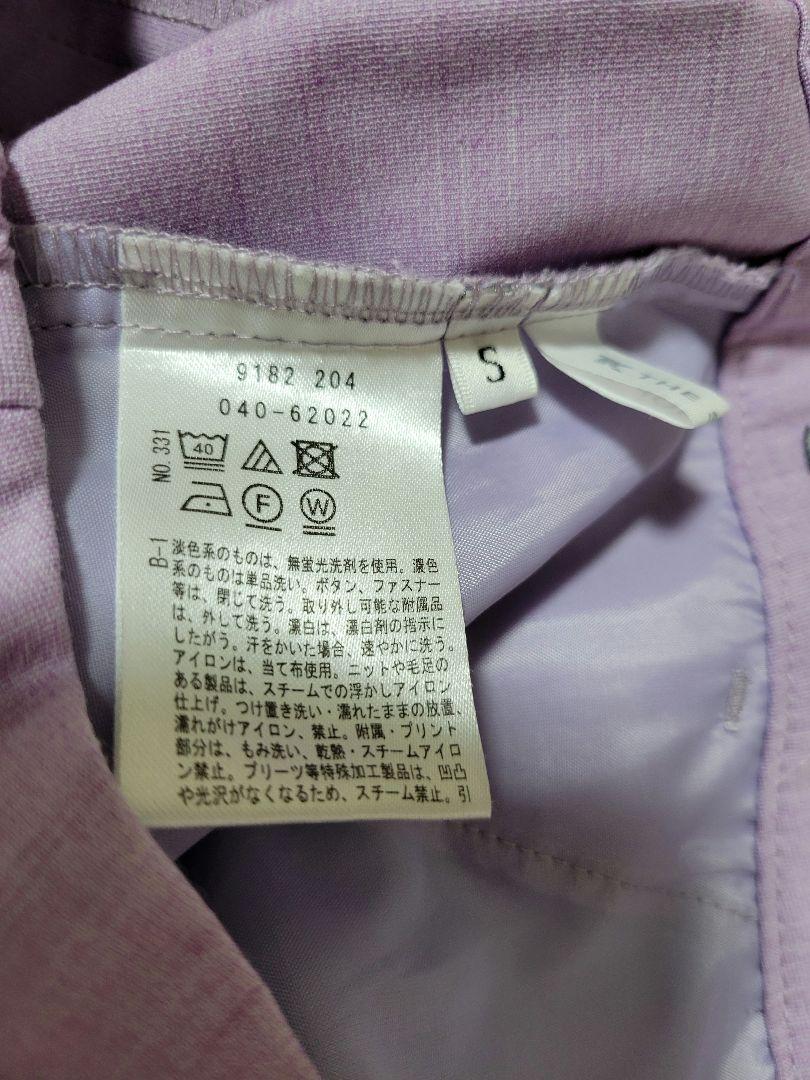 9182 204
040-62022
S
THE
NO.331
40
F
W
B-1
淡色系のものは、無蛍光洗剤を使用。濃色
系のものは単品洗い。ボタン、ファスナー
等は、閉じて洗う。取り外し可能な附属品
は、外して洗う。漂白は、漂白剤の指示に
したがう。汗をかいた場合、速やかに洗う。
アイロンは、当て布使用。ニットや毛足の
ある製品は、スチームでの浮かしアイロン
仕上げ。つけ置き洗い・濡れたままの放置、
濡れがけアイロン、禁止。附属・プリント
部分は、もみ洗い、乾熱・スチームアイロ
ン禁止。プリーツ等特殊加工製品は、凹凸
や光沢がなくなるため、スチーム禁止。引